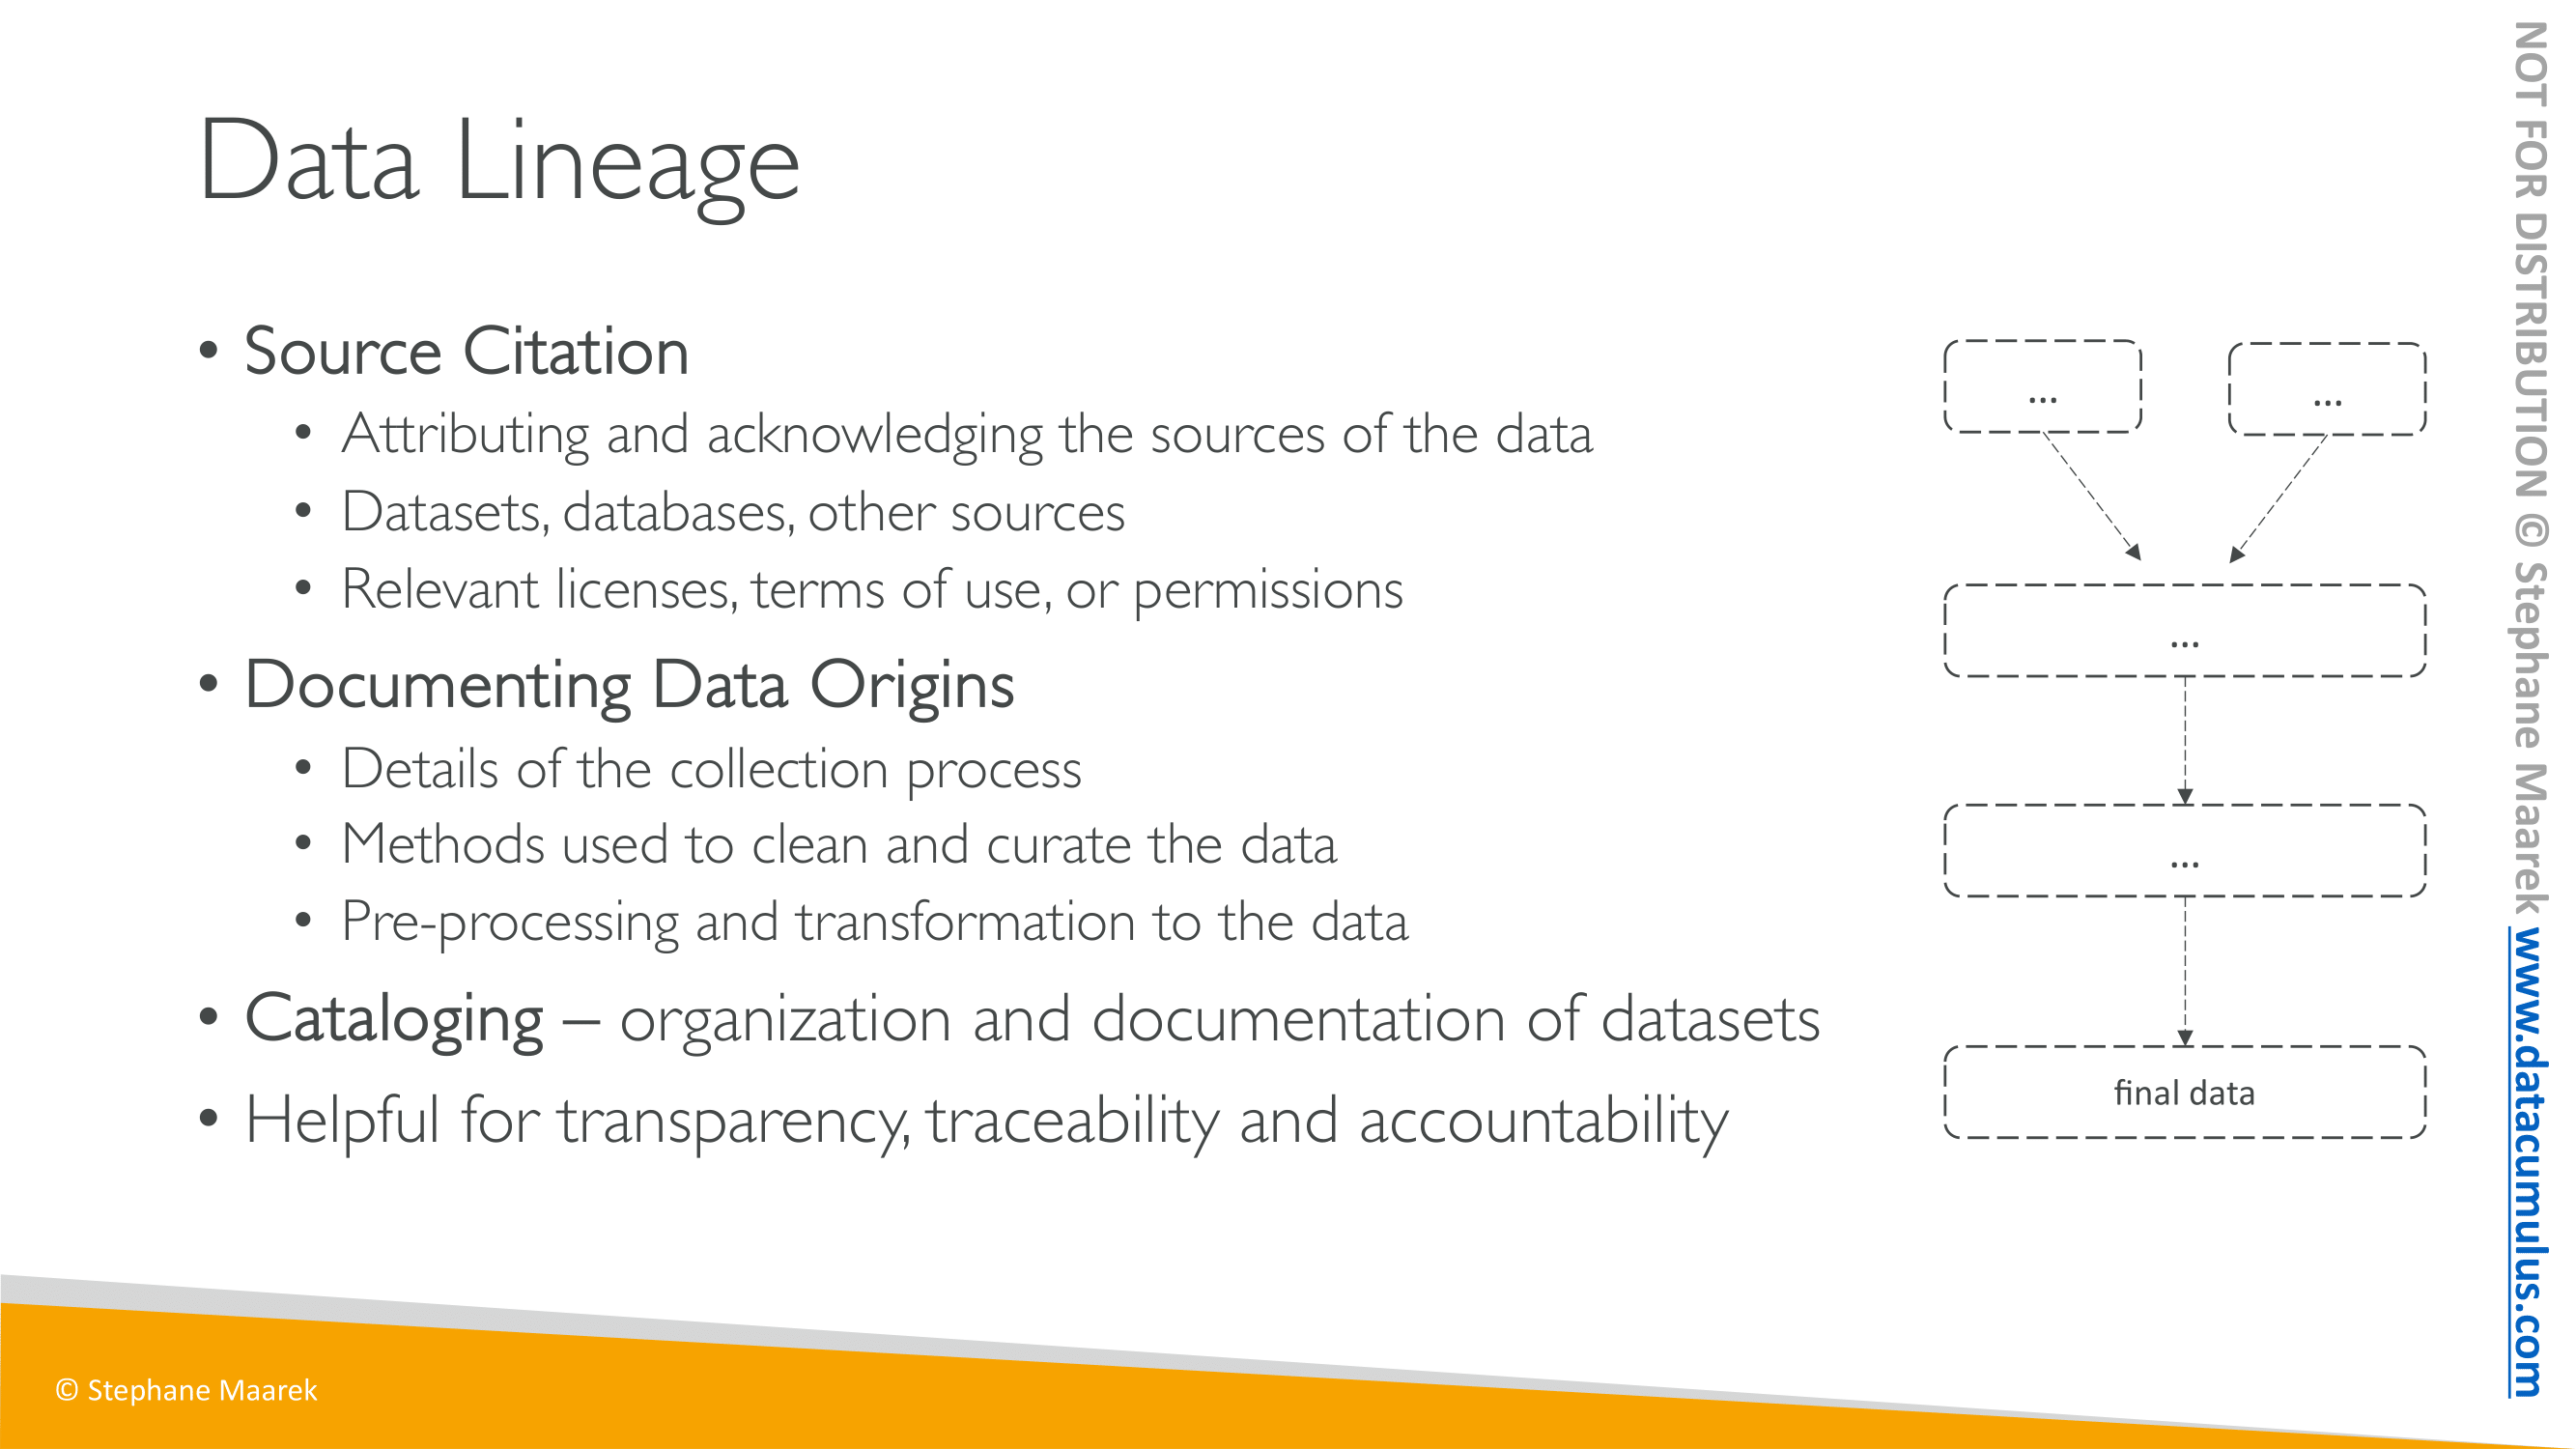 Data Lineage
• Source Citation
• Attributing and acknowledging the sources of the data
• Datasets, databases, other sources
• Relevant licenses, terms of use, or permissions
• Documenting Data Origins
• Details of the collection process
• Methods used to clean and curate the data
• Pre-processing and transformation to the data
• Cataloging – organization and documentation of datasets
• Helpful for transparency, traceability and accountability
...
...
...
...
final data
© Stephane Maarek
NOT FOR DISTRIBUTION © Stephane Maarek www.datacumulus.com